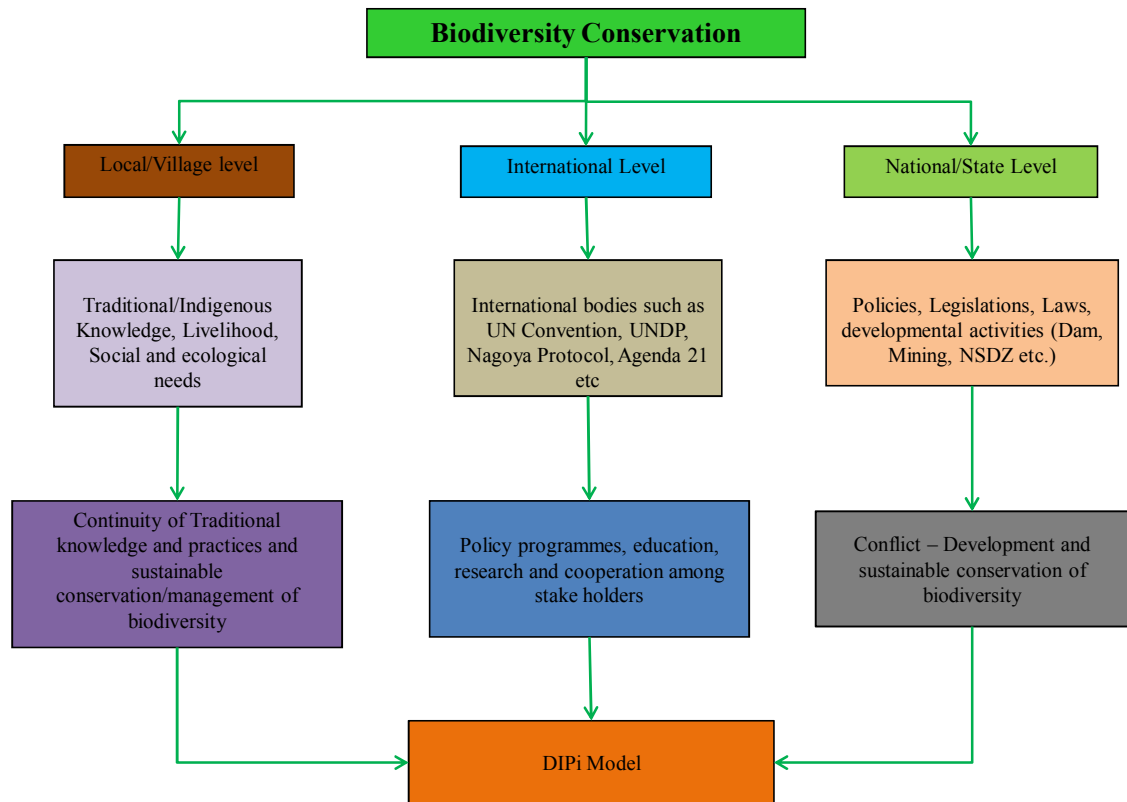 Biodiversity Conservation
Local/Village level
International Level
National/State Level
Traditional/Indigenous
Knowledge, Livelihood,
Social and ecological
needs
International bodies such as
UN Convention, UNDP,
Nagoya Protocol, Agenda 21
etc
Policies, Legislations, Laws,
developmental activities (Dam,
Mining, NSDZ etc.)
Continuity of Traditional
knowledge and practices and
sustainable
conservation/management of
biodiversity
Policy programmes, education,
research and cooperation among
stake holders
Conflict – Development and
sustainable conservation of
biodiversity
DIPi Model